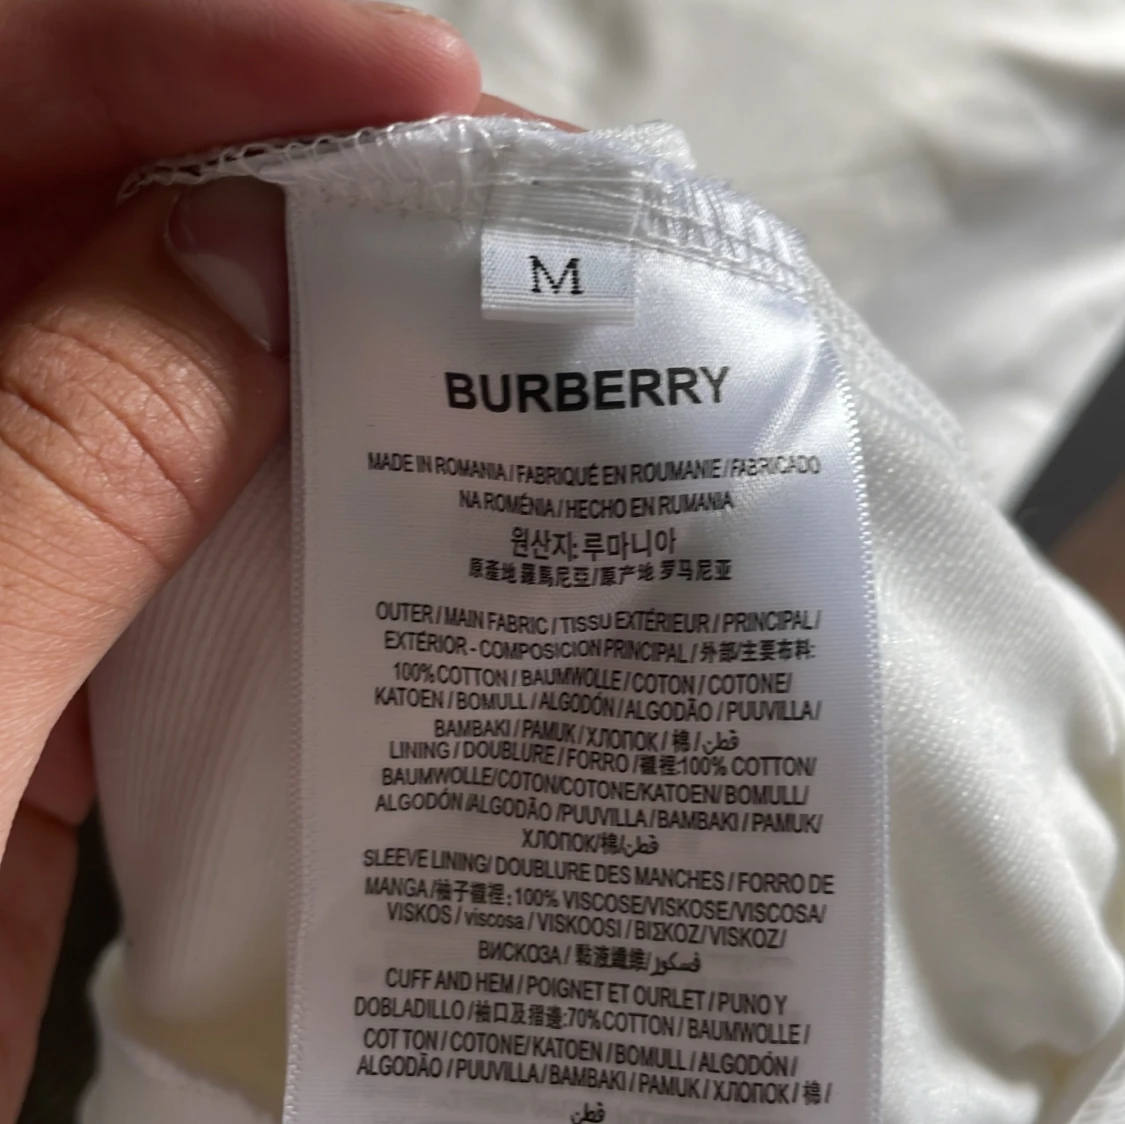 M
BURBERRY
MADE IN ROMANIA / FABRIQUÉ EN ROUMANIE / FABRICADO
NA ROMÉNIA / HECHO EN RUMANIA
원산지: 루마니아
原產地 羅馬尼亞/原产地 罗马尼亚
OUTER / MAIN FABRIC / TISSU EXTÉRIEUR / PRINCIPAL /
EXTÉRIOR - COMPOSICION PRINCIPAL / 外部/主要布料:
100% COTTON / BAUMWOLLE / COTON / COTONE/
KATOEN / BOMULL / ALGODÓN / ALGODÃO / PUUVILLA/
BAMBAKI / PAMUK / ХЛОПОК / 棉 / قطن
LINING / DOUBLURE / FORRO /襯裡:100% COTTON/
BAUMWOLLE/COTON/COTONE/KATOEN/ BOMULL/
ALGODÓN /ALGODÃO /PUUVILLA / BAMBAKI / PAMUK/
ХЛОПОК/棉/قطن
SLEEVE LINING/ DOUBLURE DES MANCHES / FORRO DE
MANGA /袖子襯裡: 100% VISCOSE/VISKOSE/VISCOSA/
VISKOS / viscosa / VISKOOSI / ΒΙΣΚΟΖ/ VISKOZ/
ВИСКОЗА / 黏液纖維/ فسكوز
CUFF AND HEM / POIGNET ET OURLET / PUNO Y
DOBLADILLO /袖口及摺邊:70% COTTON / BAUMWOLLE /
COT TON / COTONE/ KATOEN / BOMULL / ALGODÓN /
ALGODÃO / PUUVILLA/ BAMBAKI / PAMUK / ХЛОПОК / 棉 /
قطن